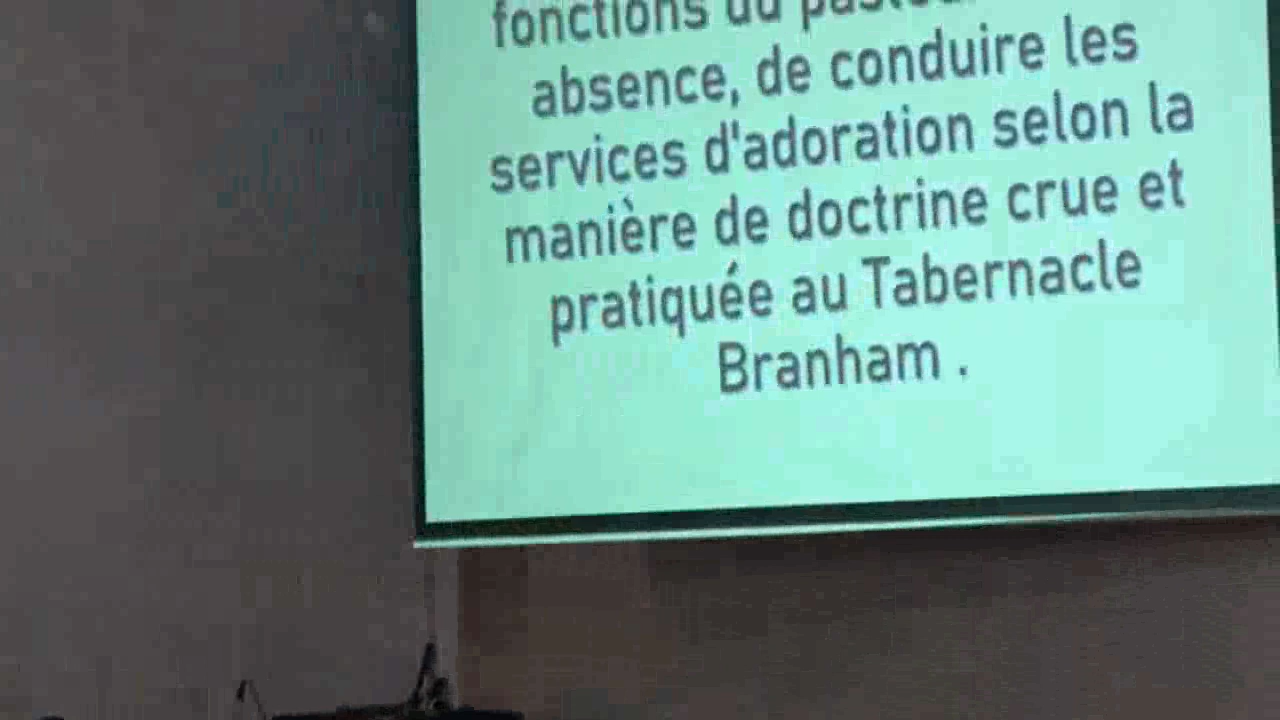 fonctions du
absence, de conduire les
services d'adoration selon la
manière de doctrine crue et
pratiquée au Tabernacle
Branham .